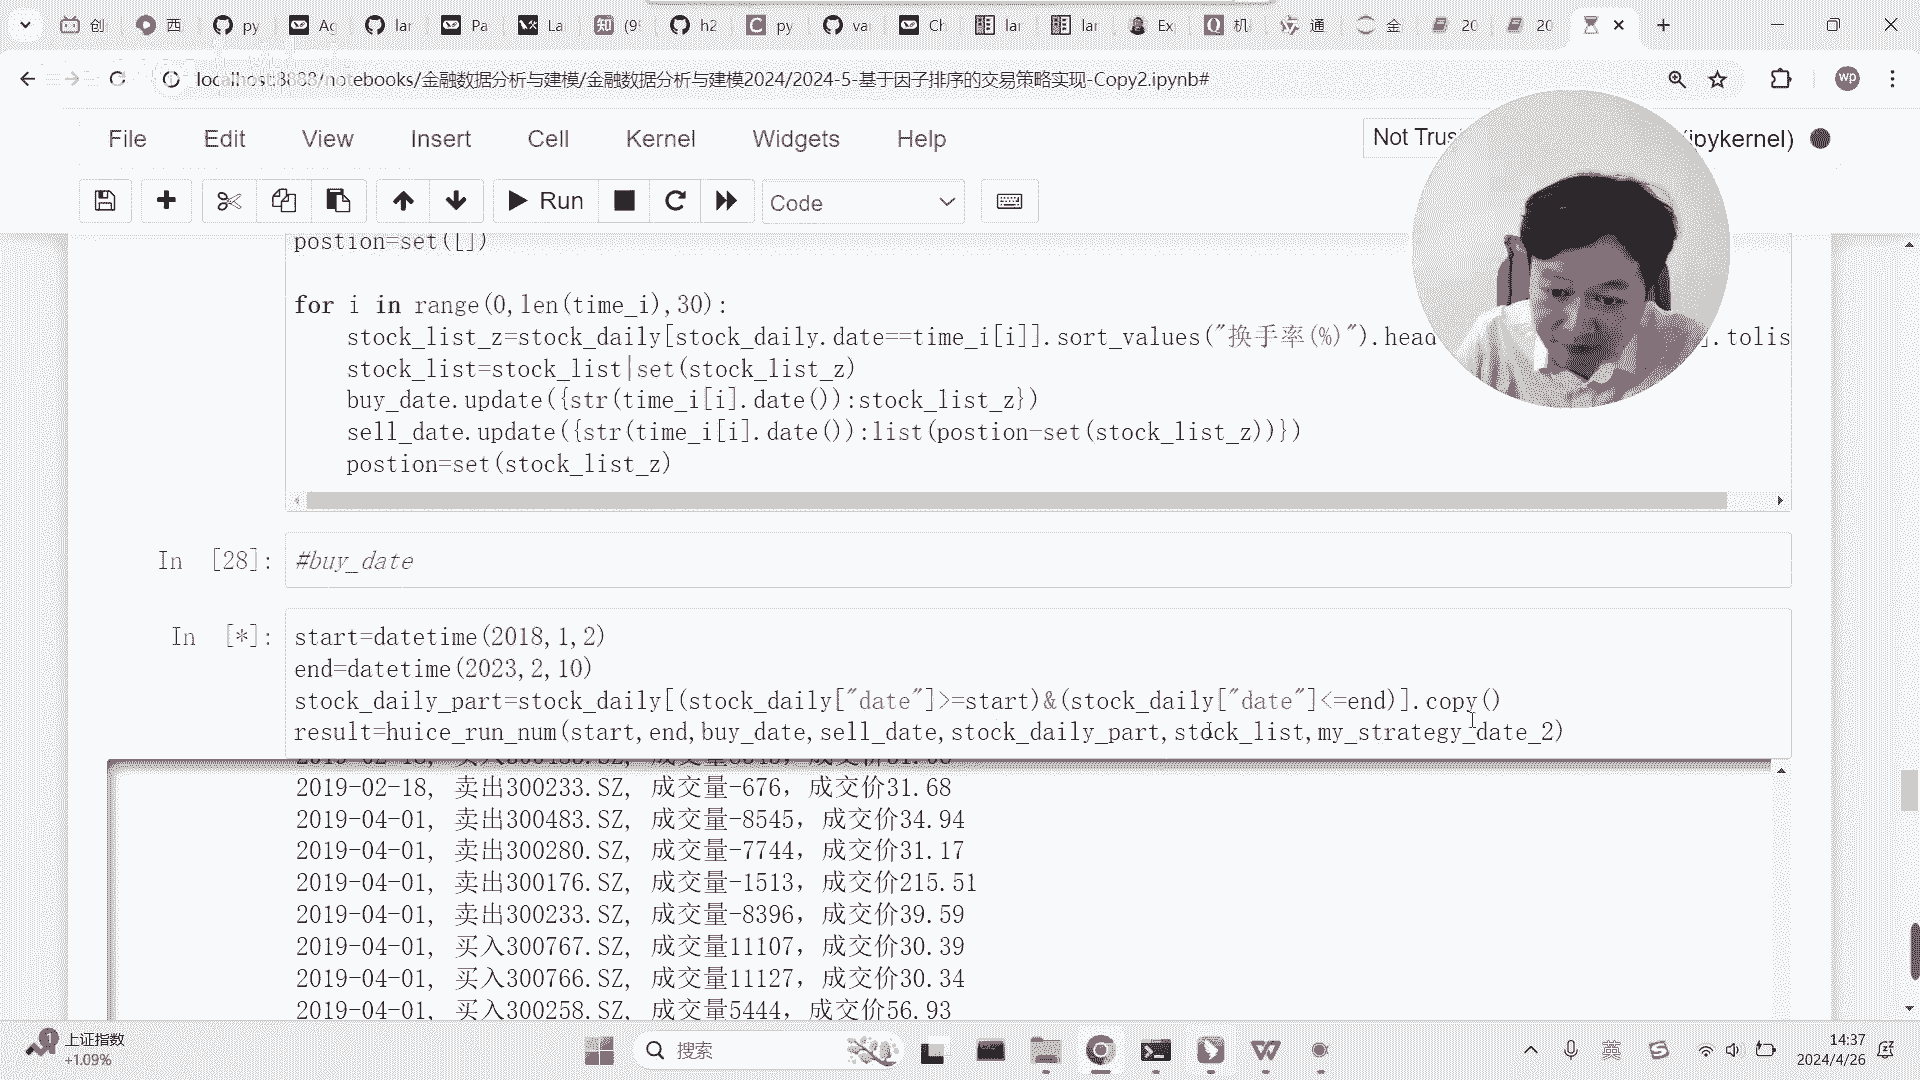 创
西
py
Ag
lar
Pa
La
(9
h2
py
va
Ch
lar
lar
Ex
机
通
金
20
20
localhost:8888/notebooks/金融数据分析与建模/金融数据分析与建模2024/2024-5-基于因子排序的交易策略实现-Copy2.ipynb#
wp
File Edit View Insert Cell Kernel Widgets Help
Not Trus
ipykernel)
Run
Code
postion=set([])
for i in range(0,len(time_i),30):
stock_list_z=stock_daily[stock_daily.date==time_i[i]].sort_values("换手率(%)").head ].tolis
stock_list=stock_list|set(stock_list_z)
buy_date.update({str(time_i[i].date()):stock_list_z})
sell_date.update({str(time_i[i].date()):list(postion-set(stock_list_z))})
postion=set(stock_list_z)
In [28]: #buy_date
In [*]: start=datetime(2018,1,2)
end=datetime(2023,2,10)
stock_daily_part=stock_daily[(stock_daily["date"]>=start)&(stock_daily["date"]<=end)].copy()
result=huice_run_num(start,end,buy_date,sell_date,stock_daily_part,stock_list,my_strategy_date_2)
2019-02-18, 卖出300233.SZ, 成交量-676，成交价31.68
2019-04-01, 卖出300483.SZ, 成交量-8545，成交价34.94
2019-04-01, 卖出300280.SZ, 成交量-7744，成交价31.17
2019-04-01, 卖出300176.SZ, 成交量-1513，成交价215.51
2019-04-01, 卖出300233.SZ, 成交量-8396，成交价39.59
2019-04-01, 买入300767.SZ, 成交量11107，成交价30.39
2019-04-01, 买入300766.SZ, 成交量11127，成交价30.34
2019-04-01, 买入300258.SZ, 成交量5444，成交价56.93
1
上证指数
+1.09%
搜索
英
14:37
2024/4/26